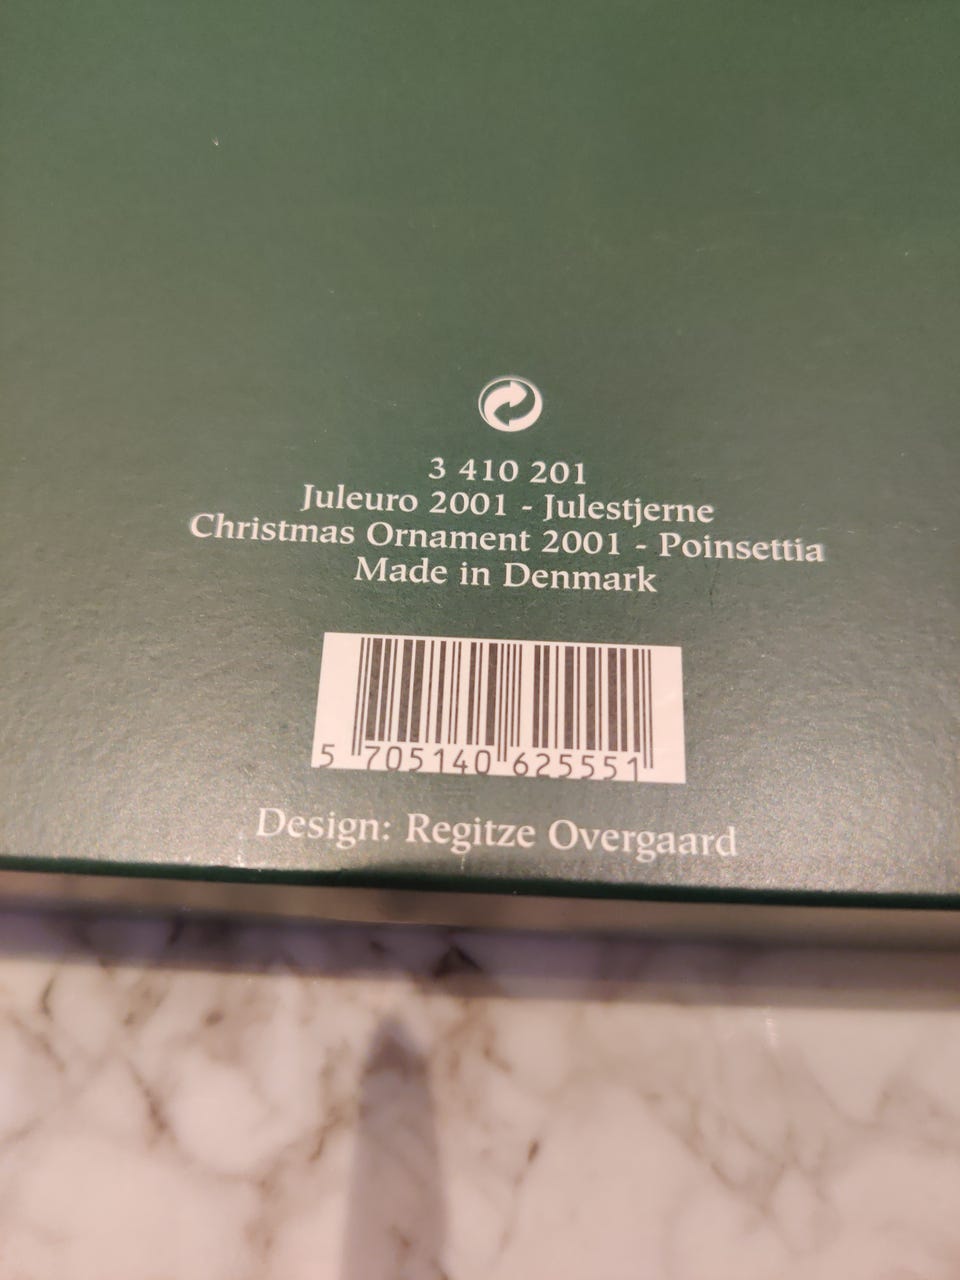 3 410 201
Juleuro 2001 - Julestjerne
Christmas Ornament 2001 - Poinsettia
Made in Denmark
5 705140 625551
Design: Regitze Overgaard